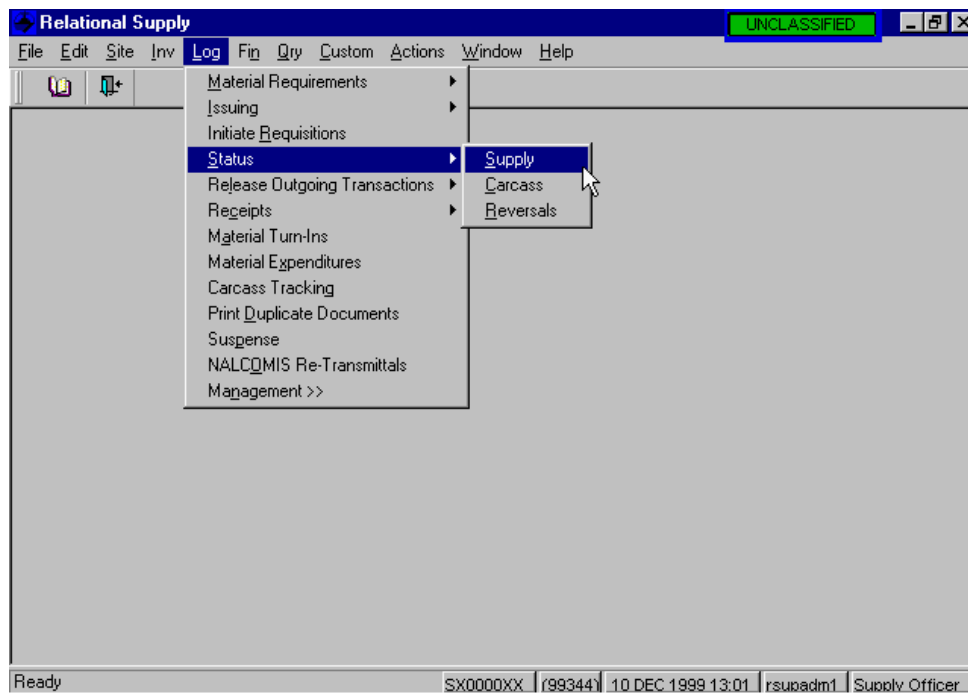 Relational Supply
UNCLASSIFIED
File Edit Site Inv Log Fin Qry Custom Actions Window Help
Material Requirements
Issuing
Initiate Requisitions
Status
Supply
Release Outgoing Transactions
Carcass
Receipts
Reversals
Material Turn-Ins
Material Expenditures
Carcass Tracking
Print Duplicate Documents
Suspense
NALCOMIS Re-Transmittals
Management >>
Ready SX0000XX (99344) 10 DEC 1999 13:01 rsupadm1 Supply Officer